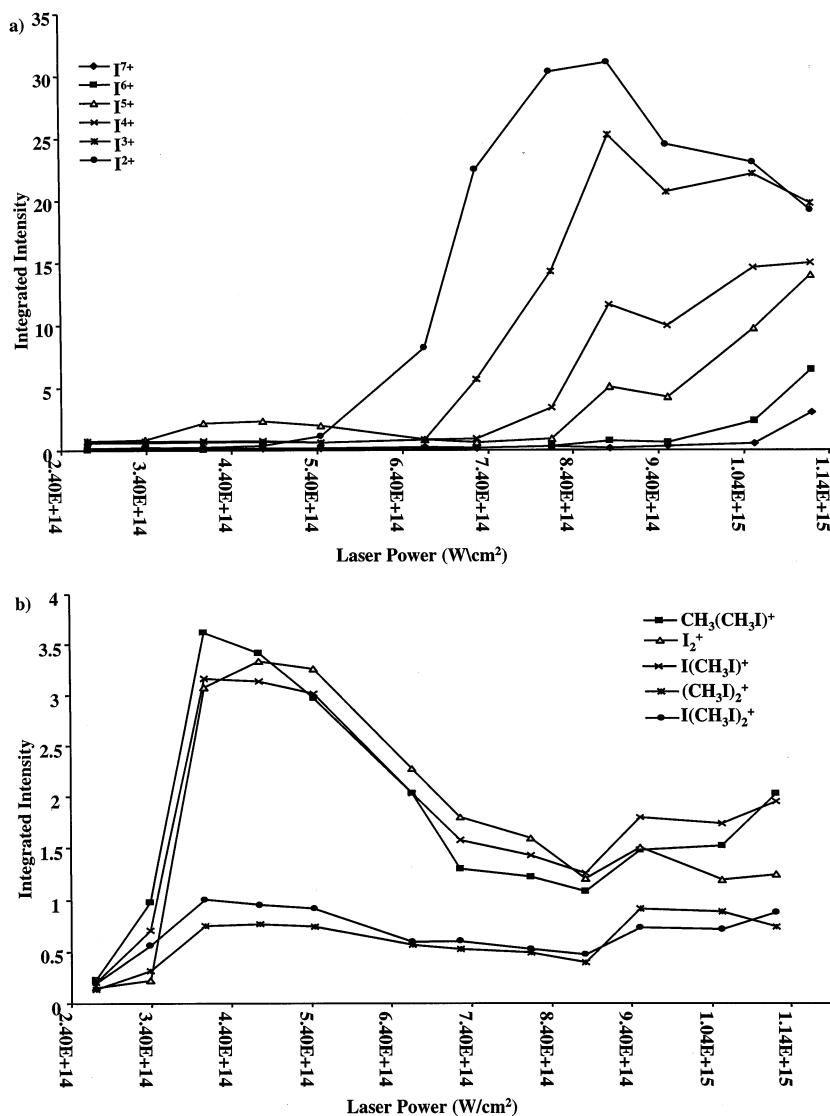 a)
35
30
25
20
15
10
5
0
Integrated Intensity
I⁷⁺
I⁶⁺
I⁵⁺
I⁴⁺
I³⁺
I²⁺
2.40E+14
3.40E+14
4.40E+14
5.40E+14
6.40E+14
7.40E+14
8.40E+14
9.40E+14
1.04E+15
1.14E+15
Laser Power (W\cm²)
b)
4
3.5
3
2.5
2
1.5
1
0.5
0
Integrated Intensity
CH₃(CH₃I)⁺
I₂⁺
I(CH₃I)⁺
(CH₃I)₂⁺
I(CH₃I)₂⁺
2.40E+14
3.40E+14
4.40E+14
5.40E+14
6.40E+14
7.40E+14
8.40E+14
9.40E+14
1.04E+15
1.14E+15
Laser Power (W/cm²)